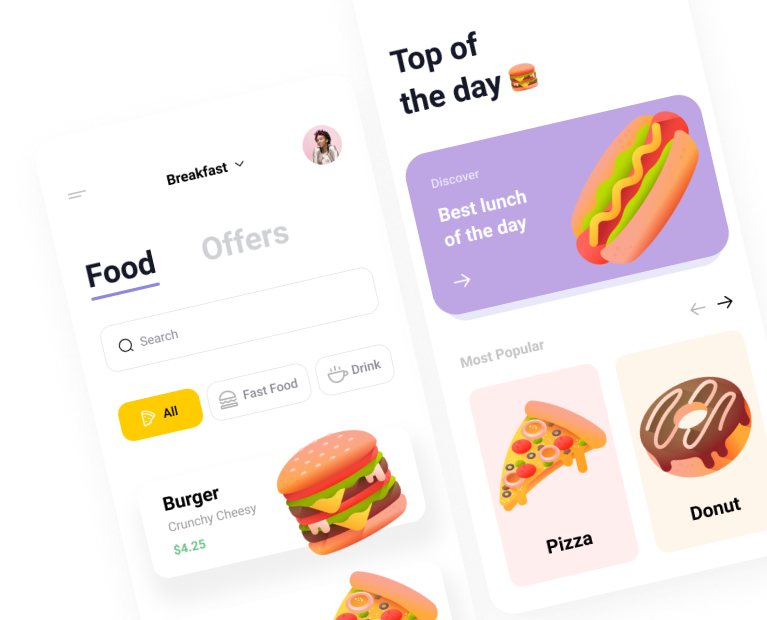 Breakfast
Food
Offers
Search
All
Fast Food
Drink
Burger
Crunchy Cheesy
$4.25
Top of
the day
Discover
Best lunch
of the day
Most Popular
Pizza
Donut